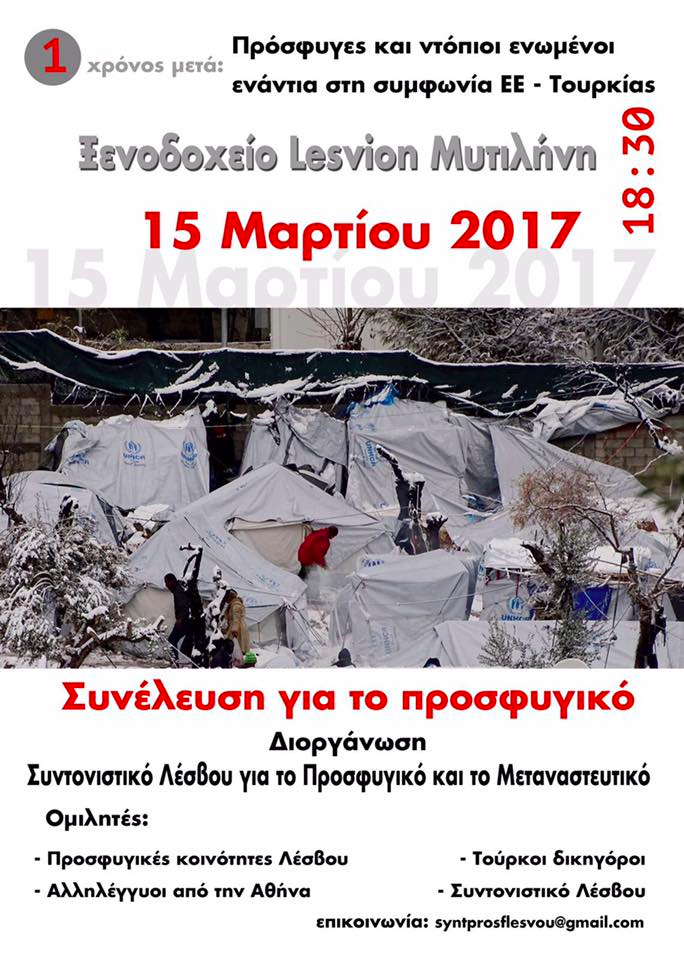 1 χρόνος μετά: Πρόσφυγες και ντόπιοι ενωμένοι
ενάντια στη συμφωνία ΕΕ - Τουρκίας
Ξενοδοχείο Lesvion Μυτιλήνη
18:30
15 Μαρτίου 2017
15 Μαρτίου 2017
UNHCR
UNHCR
UNHCR
Συνέλευση για το προσφυγικό
Διοργάνωση
Συντονιστικό Λέσβου για το Προσφυγικό και το Μεταναστευτικό
Ομιλητές:
- Προσφυγικές κοινότητες Λέσβου
- Τούρκοι δικηγόροι
- Αλληλέγγυοι από την Αθήνα
- Συντονιστικό Λέσβου
επικοινωνία: syntprosflesvou@gmail.com